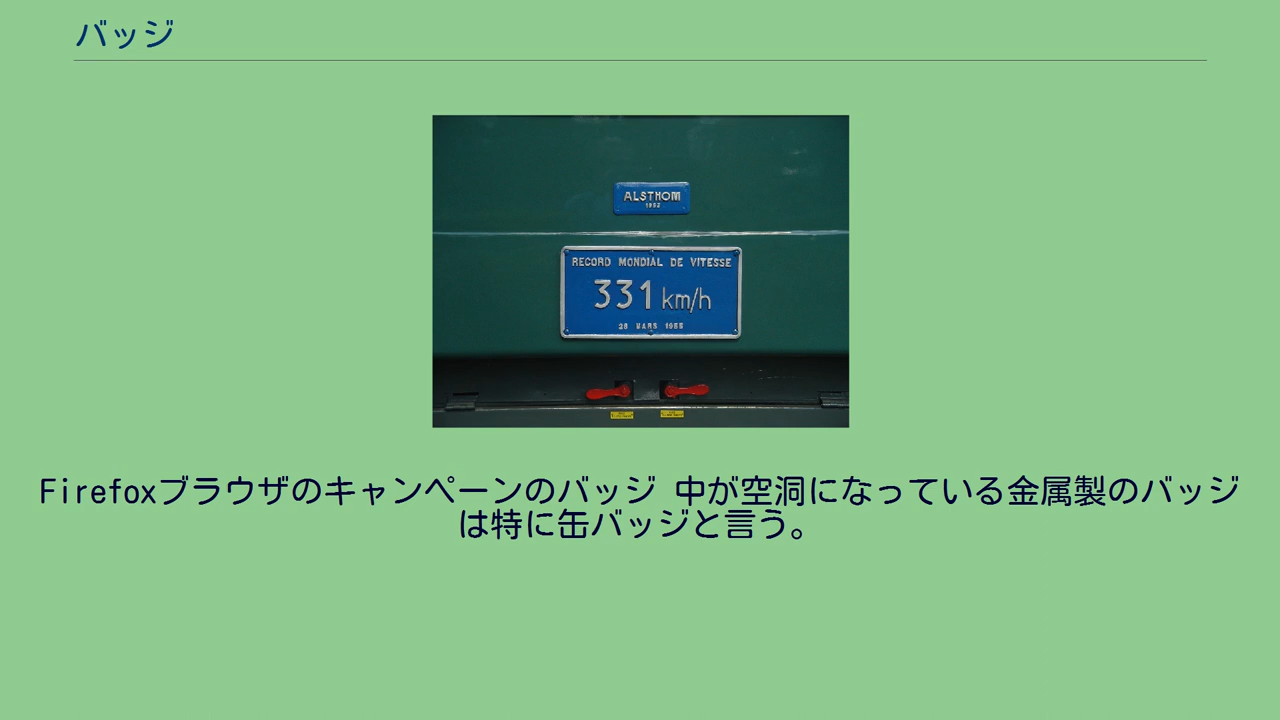 バッジ
ALSTHOM
RECORD MONDIAL DE VITESSE
331 km/h
28 MARS 1955
Firefoxブラウザのキャンペーンのバッジ 中が空洞になっている金属製のバッジ
は特に缶バッジと言う。